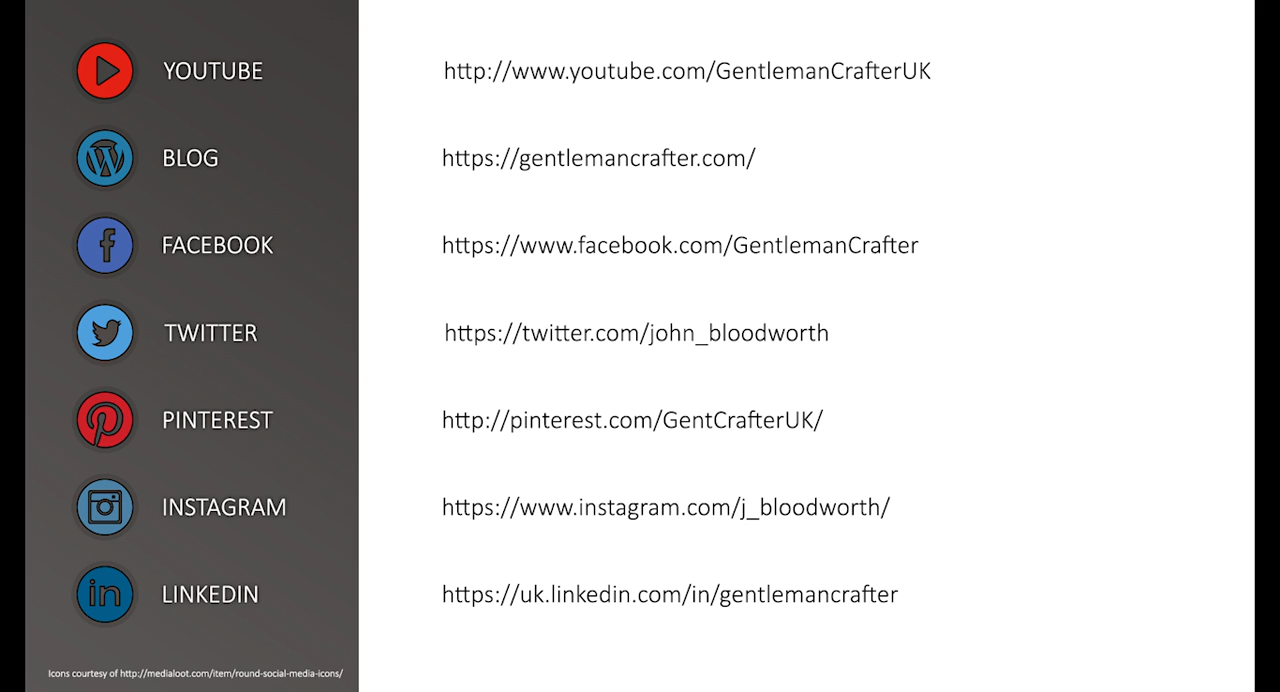 YOUTUBE http://www.youtube.com/GentlemanCrafterUK
BLOG https://gentlemancrafter.com/
FACEBOOK https://www.facebook.com/GentlemanCrafter
TWITTER https://twitter.com/john_bloodworth
PINTEREST http://pinterest.com/GentCrafterUK/
INSTAGRAM https://www.instagram.com/j_bloodworth/
in LINKEDIN https://uk.linkedin.com/in/gentlemancrafter
Icons courtesy of http://medialoot.com/item/round-social-media-icons/